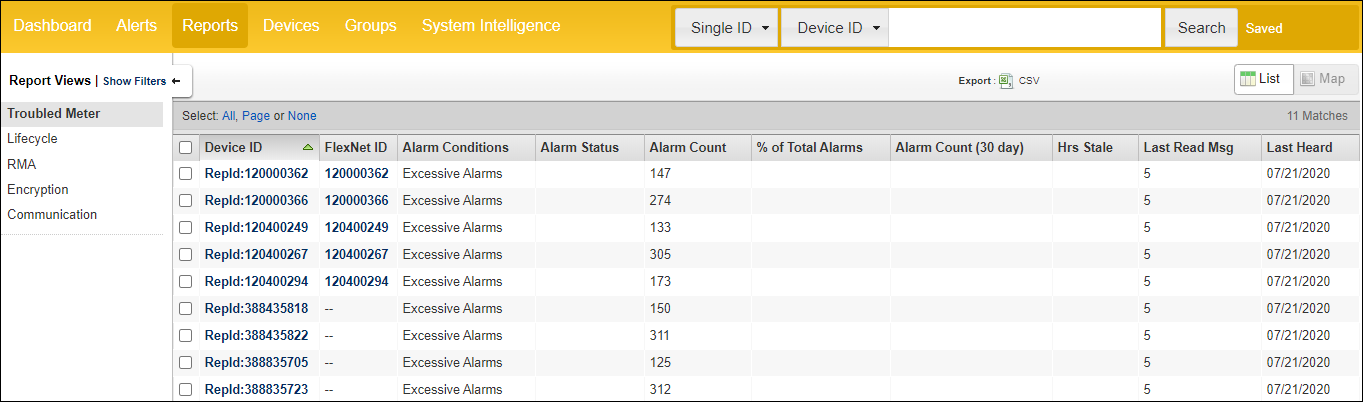 Dashboard Alerts Reports Devices Groups System Intelligence Single ID Device ID Search Saved
Report Views | Show Filters Export : CSV List Map
Troubled Meter
Lifecycle
RMA
Encryption
Communication
Select: All, Page or None 11 Matches
Device ID FlexNet ID Alarm Conditions Alarm Status Alarm Count % of Total Alarms Alarm Count (30 day) Hrs Stale Last Read Msg Last Heard
RepId:120000362 120000362 Excessive Alarms 147 5 07/21/2020
RepId:120000366 120000366 Excessive Alarms 274 5 07/21/2020
RepId:120400249 120400249 Excessive Alarms 133 5 07/21/2020
RepId:120400267 120400267 Excessive Alarms 305 5 07/21/2020
RepId:120400294 120400294 Excessive Alarms 173 5 07/21/2020
RepId:388435818 -- Excessive Alarms 150 5 07/21/2020
RepId:388435822 -- Excessive Alarms 311 5 07/21/2020
RepId:388835705 -- Excessive Alarms 125 5 07/21/2020
RepId:388835723 -- Excessive Alarms 312 5 07/21/2020